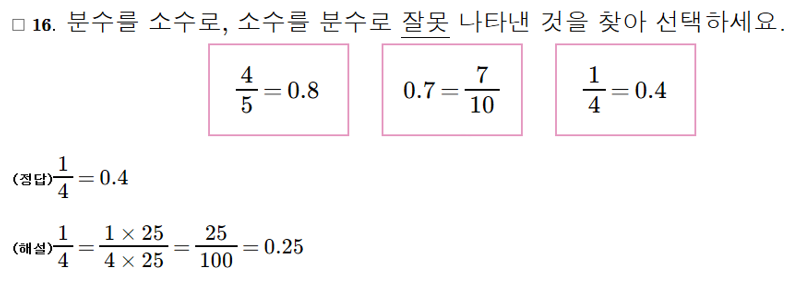 □ 16. 분수를 소수로, 소수를 분수로 잘못 나타낸 것을 찾아 선택하세요.
4/5 = 0.8 0.7 = 7/10 1/4 = 0.4
(정답) 1/4 = 0.4
(해설) 1/4 = (1 × 25)/(4 × 25) = 25/100 = 0.25